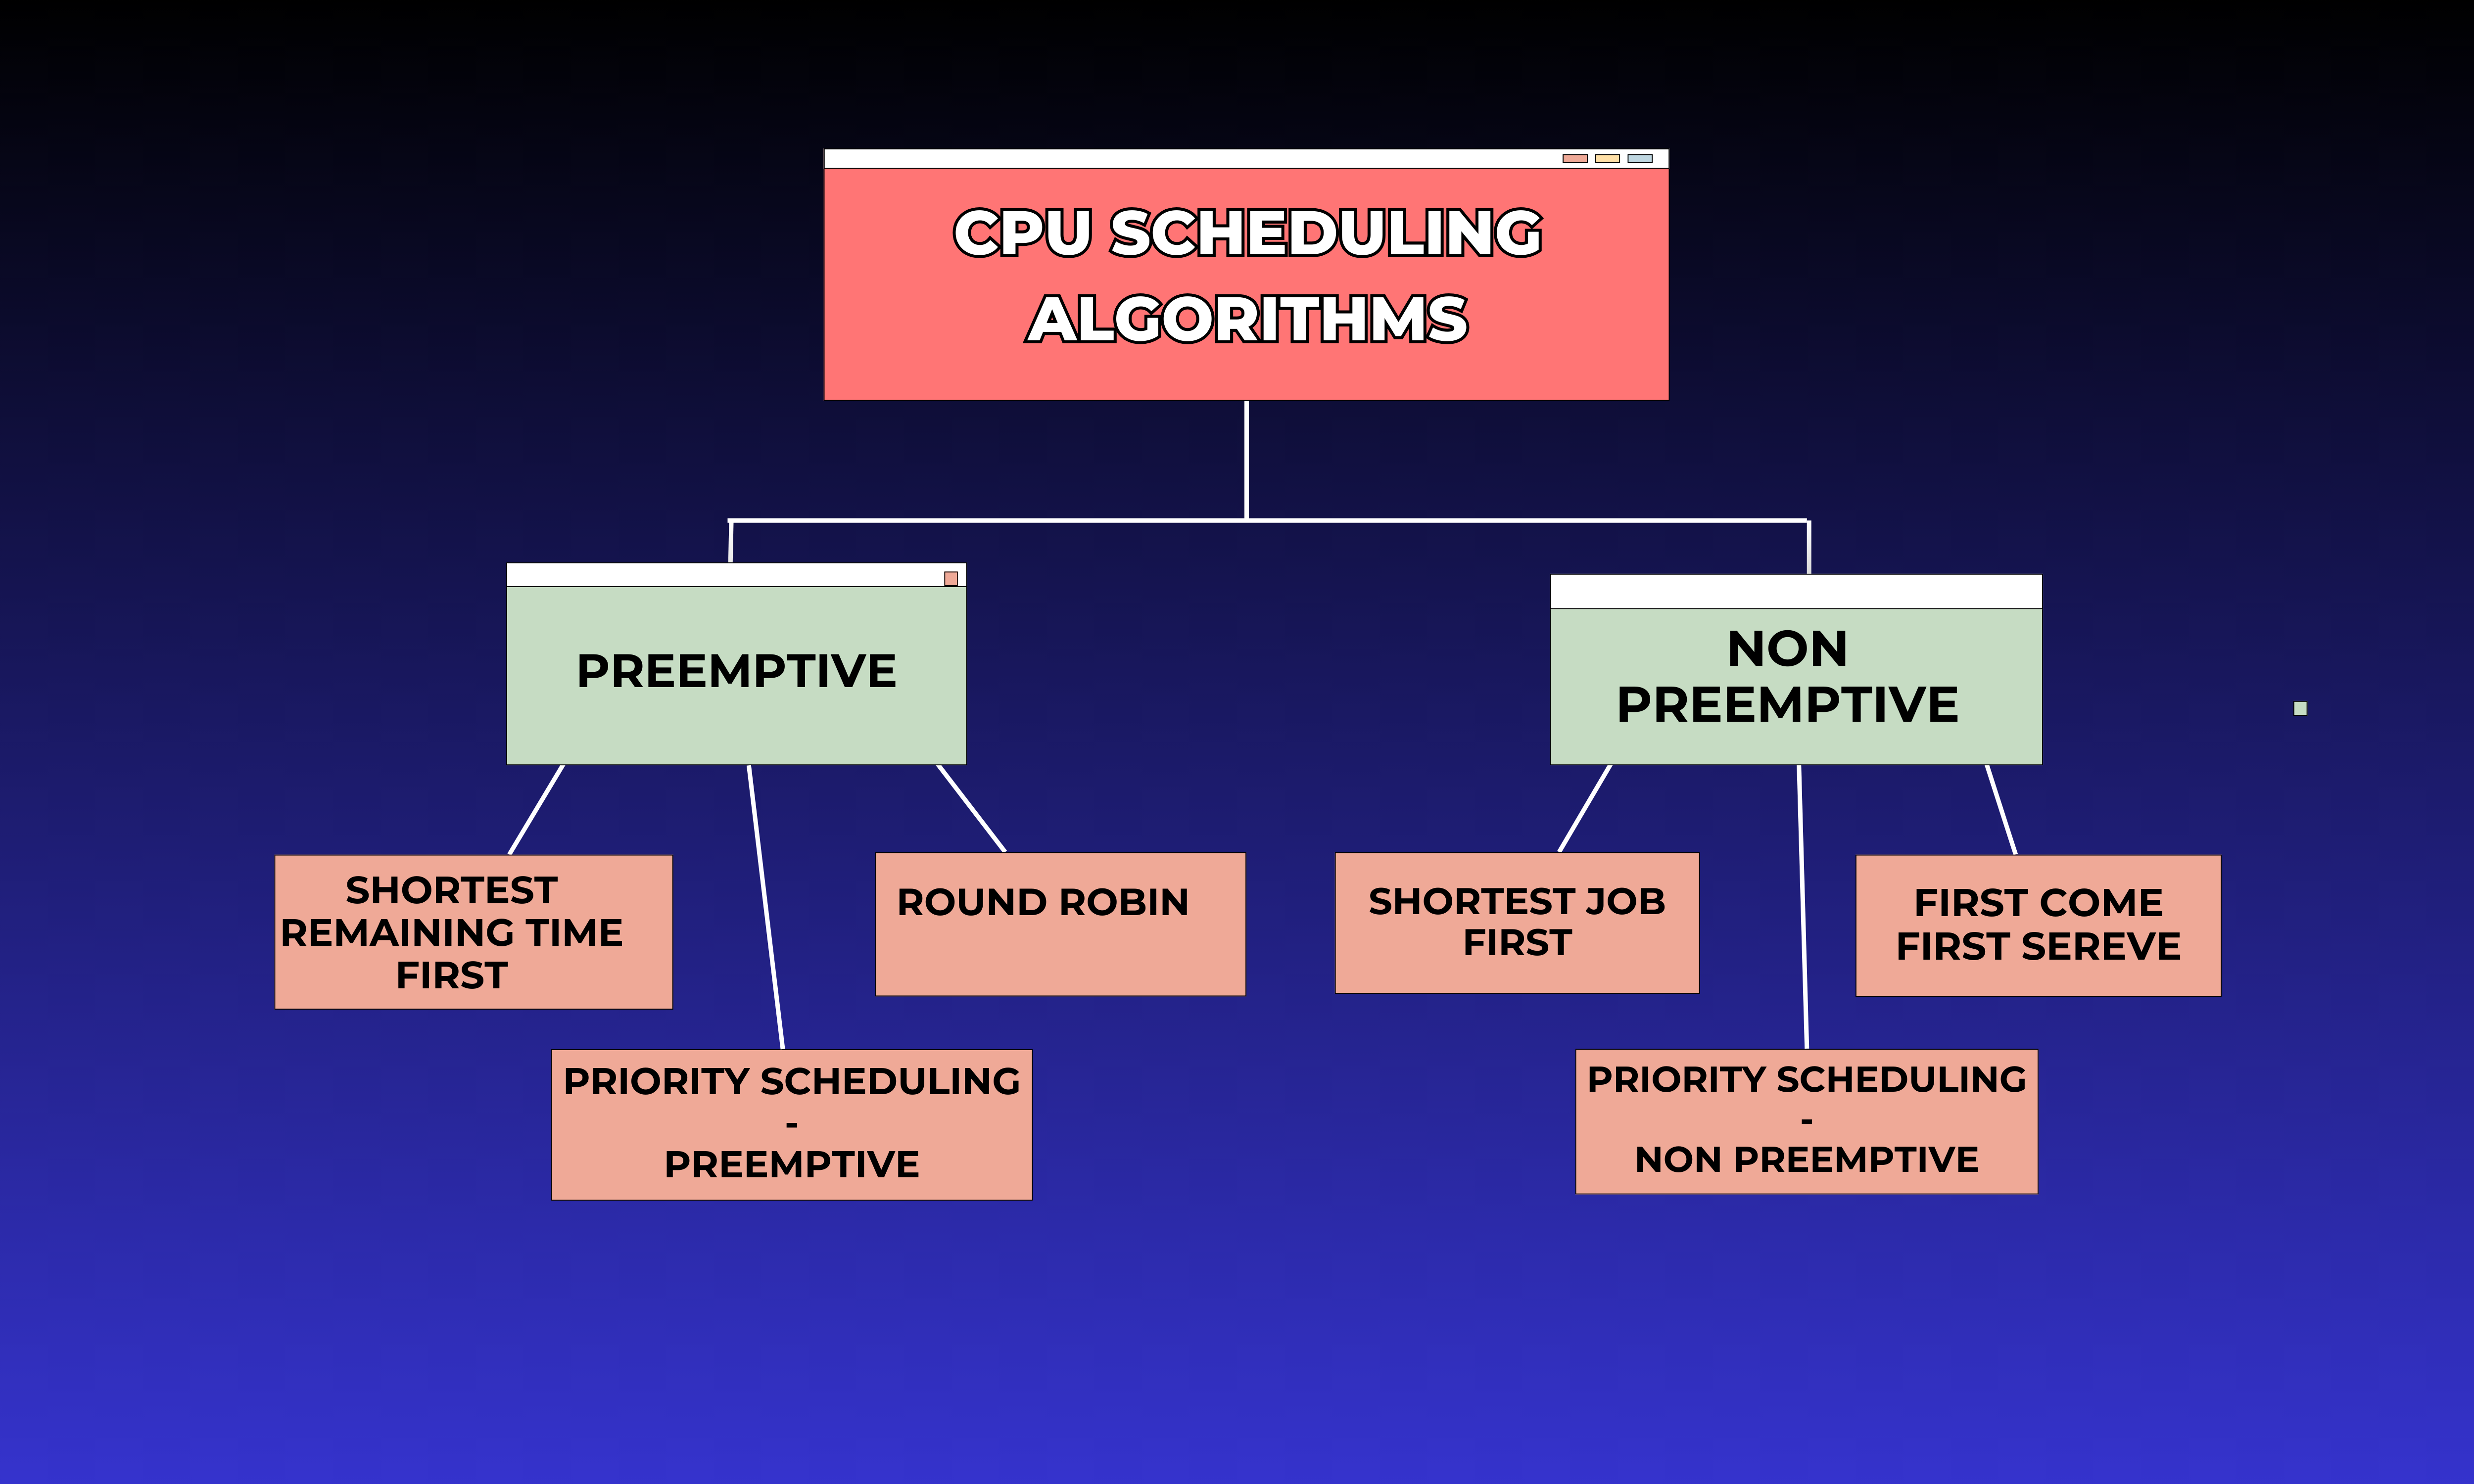 CPU SCHEDULING
ALGORITHMS
PREEMPTIVE
NON
PREEMPTIVE
SHORTEST
REMAINING TIME
FIRST
ROUND ROBIN
SHORTEST JOB
FIRST
FIRST COME
FIRST SEREVE
PRIORITY SCHEDULING
-
PREEMPTIVE
PRIORITY SCHEDULING
-
NON PREEMPTIVE